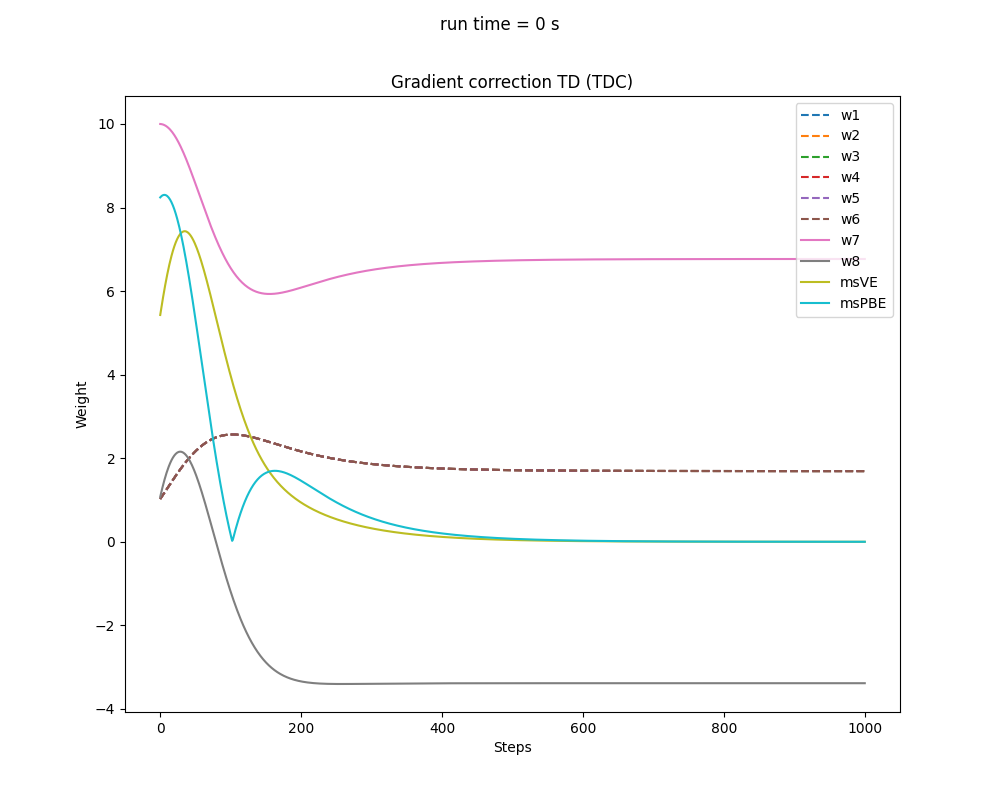 run time = 0 s
Gradient correction TD (TDC)
w1
w2
w3
w4
w5
w6
w7
w8
msVE
msPBE
10
8
6
4
2
0
−2
−4
Weight
0 200 400 600 800 1000
Steps